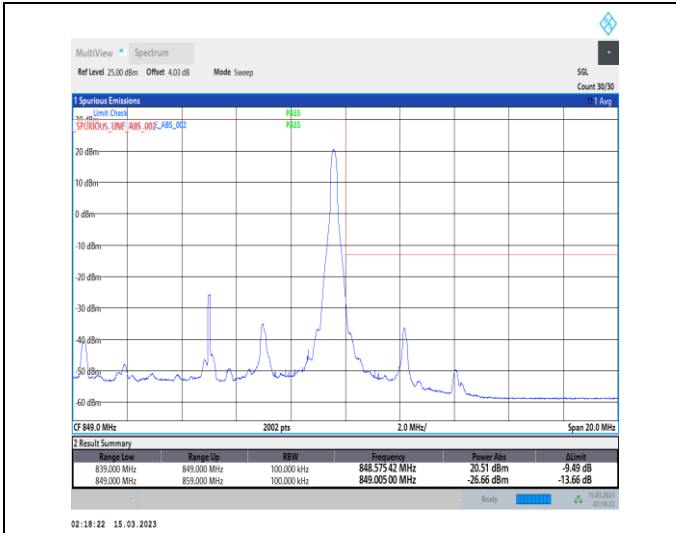 MultiView Spectrum
Ref Level 25.00 dBm Offset 4.03 dB Mode Sweep SGL
Count 30/30
1 Spurious Emissions 1 Avg
Limit Check PASS
SPURIOUS_LINE_ABS_002 _ABS_002 PASS
20 dBm
10 dBm
0 dBm
-10 dBm
-20 dBm
-30 dBm
-40 dBm
-50 dBm
-60 dBm
CF 849.0 MHz 2002 pts 2.0 MHz/ Span 20.0 MHz
2 Result Summary
Range Low Range Up RBW Frequency Power Abs ΔLimit
839.000 MHz 849.000 MHz 100.000 kHz 848.57542 MHz 20.51 dBm -9.49 dB
849.000 MHz 859.000 MHz 100.000 kHz 849.00500 MHz -26.66 dBm -13.66 dB
Ready 15.03.2023
02:18:22
02:18:22 15.03.2023